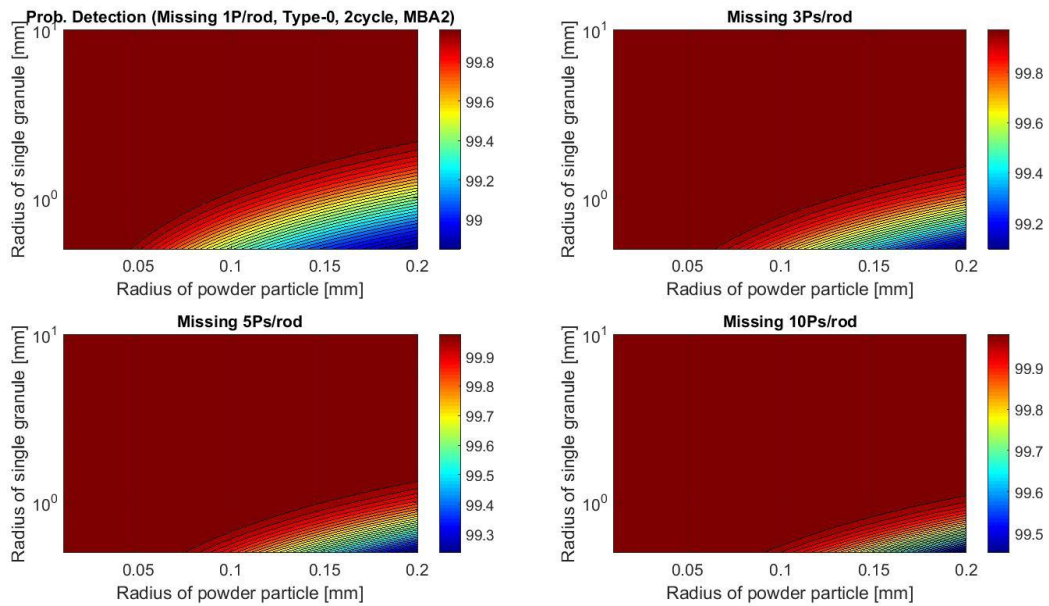 Prob. Detection (Missing 1P/rod, Type-0, 2cycle, MBA2)
Radius of single granule [mm]
10^1
10^0
0.05 0.1 0.15 0.2
Radius of powder particle [mm]
99.8
99.6
99.4
99.2
99
Missing 3Ps/rod
Radius of single granule [mm]
10^1
10^0
0.05 0.1 0.15 0.2
Radius of powder particle [mm]
99.8
99.6
99.4
99.2
Missing 5Ps/rod
Radius of single granule [mm]
10^1
10^0
0.05 0.1 0.15 0.2
Radius of powder particle [mm]
99.9
99.8
99.7
99.6
99.5
99.4
99.3
Missing 10Ps/rod
Radius of single granule [mm]
10^1
10^0
0.05 0.1 0.15 0.2
Radius of powder particle [mm]
99.9
99.8
99.7
99.6
99.5